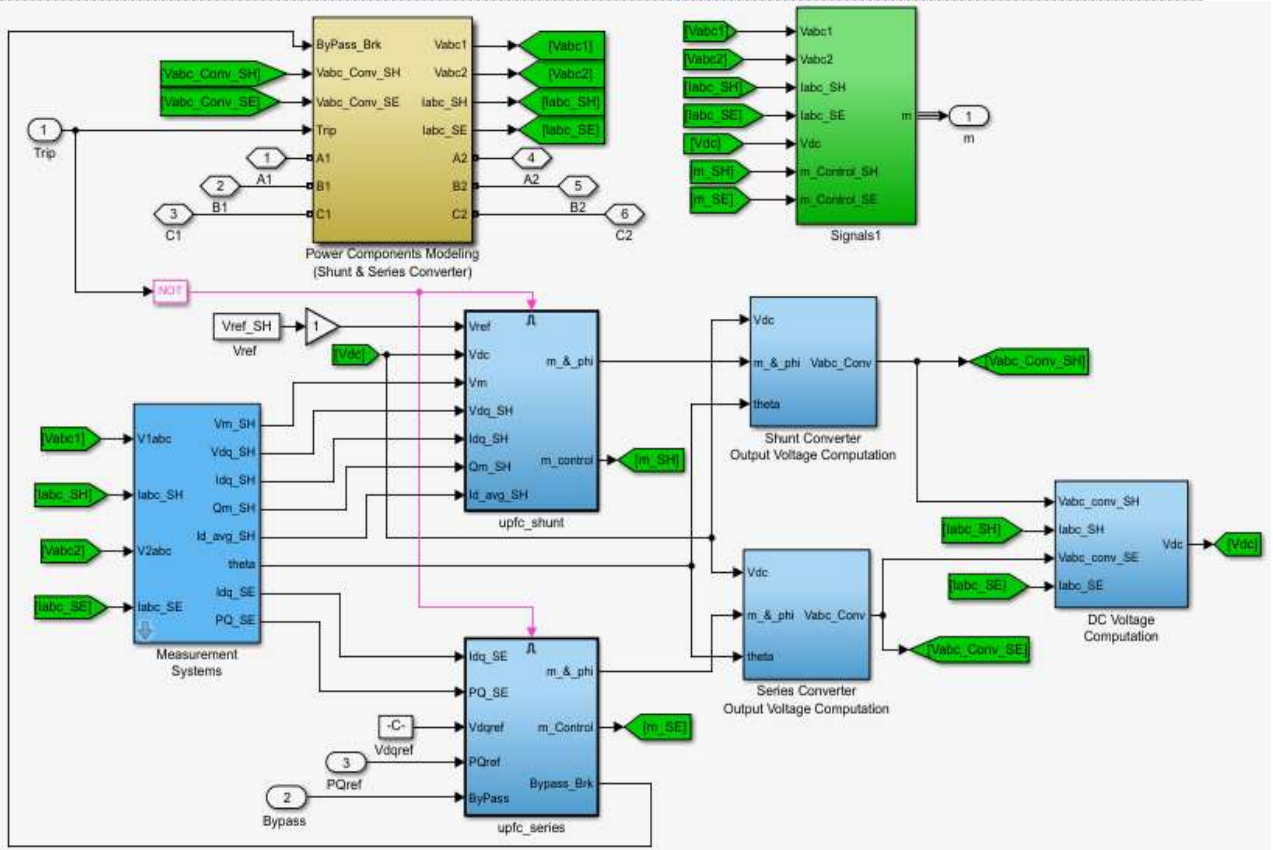 ByPass_Brk
Vabc_Conv_SH
Vabc_Conv_SE
Trip
A1
B1
C1
Vabc1
Vabc2
Iabc_SH
Iabc_SE
A2
B2
C2
Power Components Modeling
(Shunt & Series Converter)
[Vabc_Conv_SH]
[Vabc_Conv_SE]
1
Trip
1
A1
2
B1
3
C1
[Vabc1]
[Vabc2]
[Iabc_SH]
[Iabc_SE]
4
A2
5
B2
6
C2
[Vabc1]
[Vabc2]
[Iabc_SH]
[Iabc_SE]
[Vdc]
[m_SH]
[m_SE]
Vabc1
Vabc2
Iabc_SH
Iabc_SE
Vdc
m_Control_SH
m_Control_SE
m
Signals1
1
m
NOT
Vref_SH
Vref
1
[Vdc]
Vref
Vdc
Vm
Vdq_SH
Idq_SH
Qm_SH
Id_avg_SH
m_&_phi
m_control
upfc_shunt
[m_SH]
Vdc
m_&_phi
theta
Vabc_Conv
Shunt Converter
Output Voltage Computation
[Vabc_Conv_SH]
[Vabc1]
[Iabc_SH]
[Vabc2]
[Iabc_SE]
V1abc
Iabc_SH
V2abc
Iabc_SE
Vm_SH
Vdq_SH
Idq_SH
Qm_SH
Id_avg_SH
theta
Idq_SE
PQ_SE
Measurement
Systems
Vdc
m_&_phi
theta
Vabc_Conv
Series Converter
Output Voltage Computation
[Vabc_Conv_SE]
[Iabc_SH]
[Iabc_SE]
Vabc_conv_SH
Iabc_SH
Vabc_conv_SE
Iabc_SE
Vdc
DC Voltage
Computation
[Vdc]
Idq_SE
PQ_SE
Vdqref
PQref
ByPass
m_&_phi
m_Control
Bypass_Brk
upfc_series
[m_SE]
-C-
Vdqref
3
PQref
2
Bypass